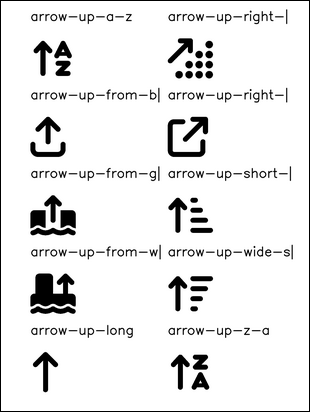 arrow-up-a-z arrow-up-right-|
A
Z
arrow-up-from-b| arrow-up-right-|
arrow-up-from-g| arrow-up-short-|
arrow-up-from-w| arrow-up-wide-s|
arrow-up-long arrow-up-z-a
Z
A